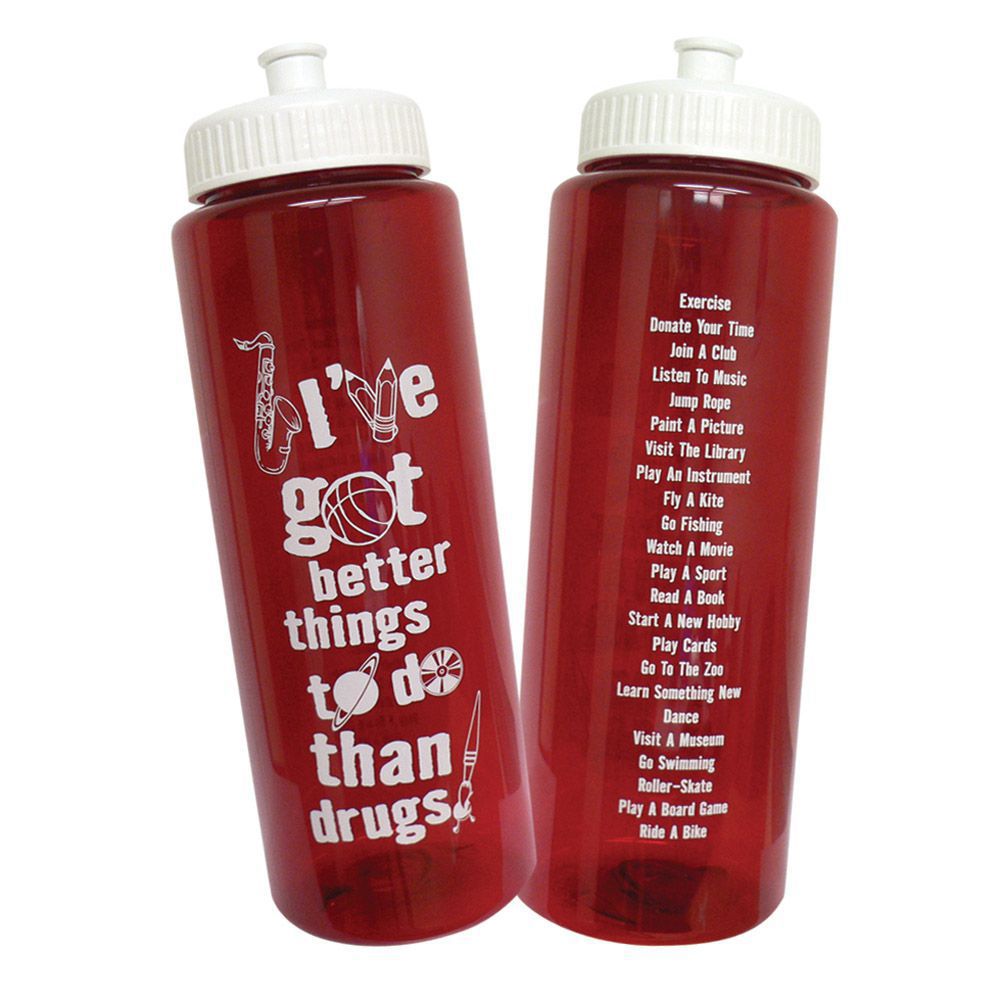 I've
got
better
things
to do
than
drugs!
Exercise
Donate Your Time
Join A Club
Listen To Music
Jump Rope
Paint A Picture
Visit The Library
Play An Instrument
Fly A Kite
Go Fishing
Watch A Movie
Play A Sport
Read A Book
Start A New Hobby
Play Cards
Go To The Zoo
Learn Something New
Dance
Visit A Museum
Go Swimming
Roller-Skate
Play A Board Game
Ride A Bike